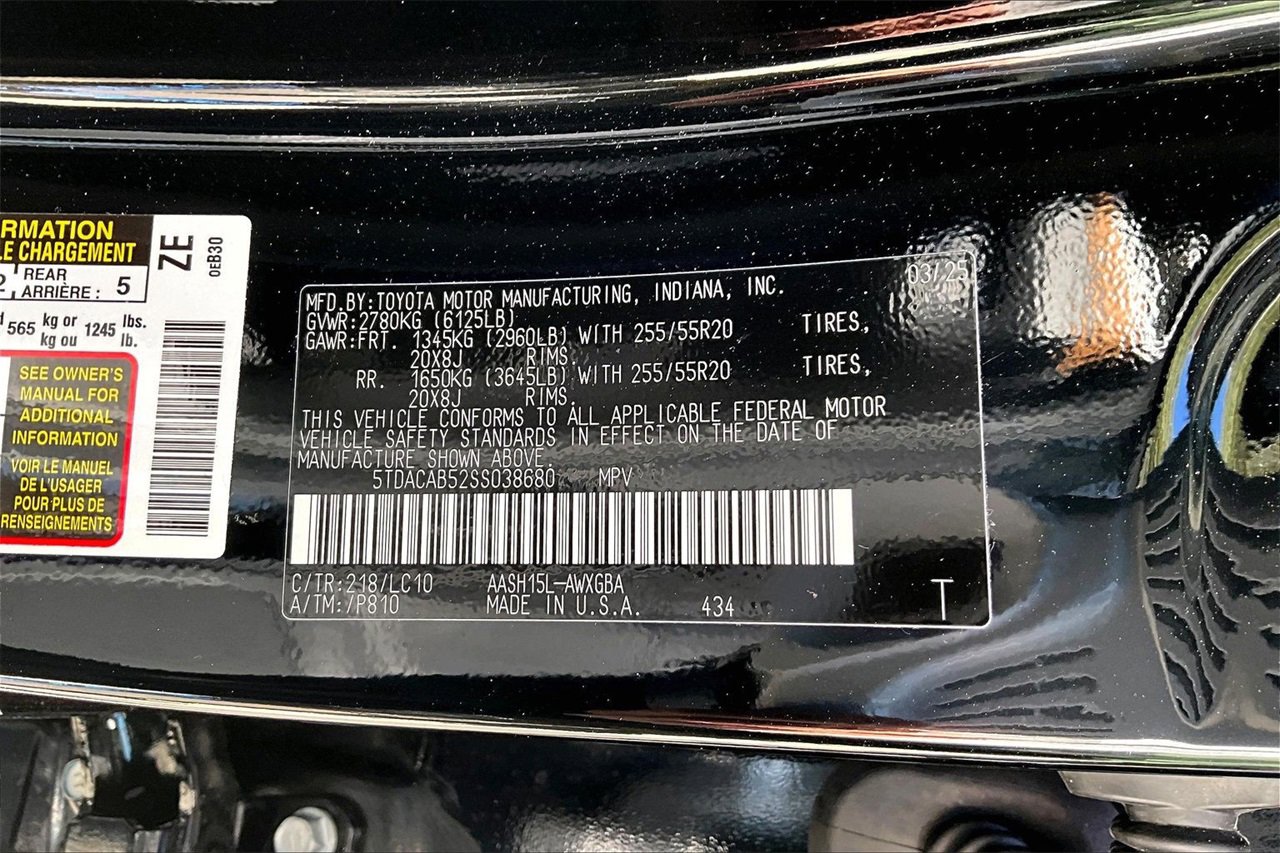 RMATION
LE CHARGEMENT
2 REAR ARRIÈRE : 5
565 kg or kg ou 1245 lbs. lb.
SEE OWNER'S
MANUAL FOR
ADDITIONAL
INFORMATION
VOIR LE MANUEL
DE L'USAGER
POUR PLUS DE
RENSEIGNEMENTS
ZE
0EB30
03/25
MFD.BY:TOYOTA MOTOR MANUFACTURING, INDIANA, INC.
GVWR:2780KG (6125LB)
GAWR:FRT. 1345KG (2960LB) WITH 255/55R20 TIRES,
20X8J RIMS.
RR. 1650KG (3645LB) WITH 255/55R20 TIRES,
20X8J RIMS.
THIS VEHICLE CONFORMS TO ALL APPLICABLE FEDERAL MOTOR
VEHICLE SAFETY STANDARDS IN EFFECT ON THE DATE OF
MANUFACTURE SHOWN ABOVE.
5TDACAB52SS038680 MPV
C/TR:218/LC10 AASH15L-AWXGBA
A/TM:/P810 MADE IN U.S.A. 434
T